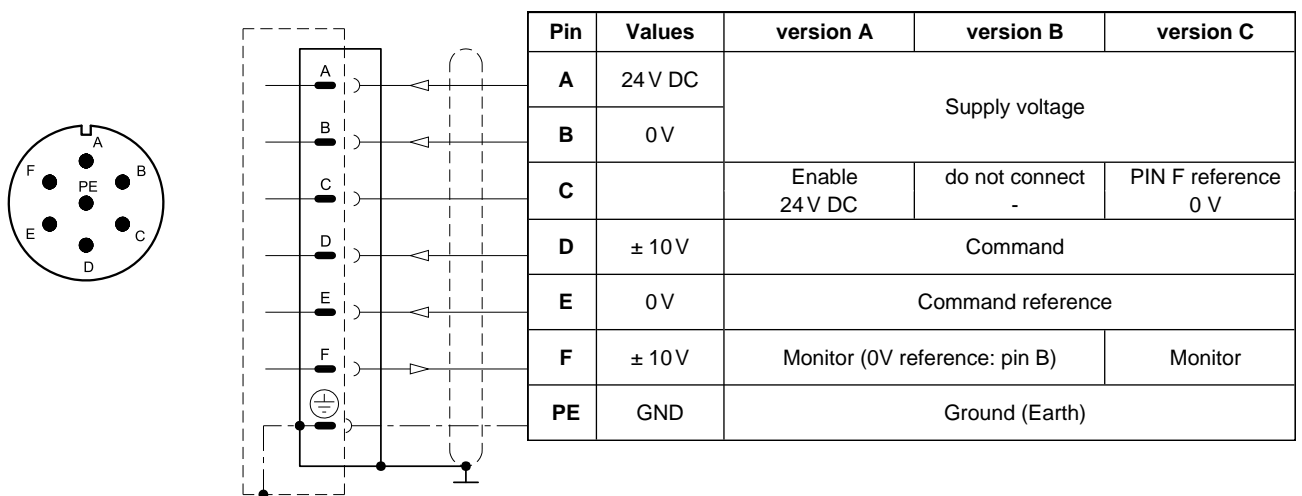 A
B
F
PE
E
C
D
A
B
C
D
E
F
Pin Values version A version B version C
A 24 V DC Supply voltage
B 0 V
C Enable do not connect PIN F reference
24 V DC - 0 V
D ± 10 V Command
E 0 V Command reference
F ± 10 V Monitor (0V reference: pin B) Monitor
PE GND Ground (Earth)